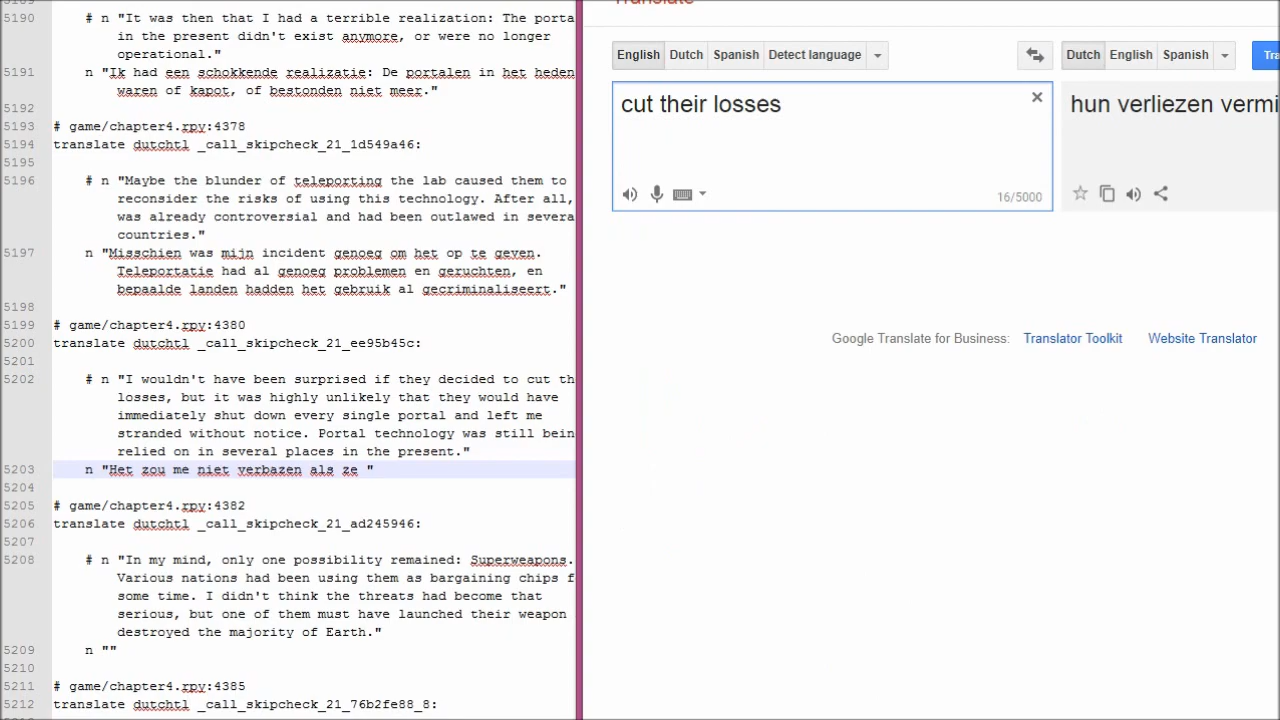 5189
5190 # n "It was then that I had a terrible realization: The porta
in the present didn't exist anymore, or were no longer
operational."
5191 n "Ik had een schokkende realizatie: De portalen in het heden
waren of kapot, of bestonden niet meer."
5192
5193 # game/chapter4.rpy:4378
5194 translate dutchtl _call_skipcheck_21_1d549a46:
5195
5196 # n "Maybe the blunder of teleporting the lab caused them to
reconsider the risks of using this technology. After all,
was already controversial and had been outlawed in severa
countries."
5197 n "Misschien was mijn incident genoeg om het op te geven.
Teleportatie had al genoeg problemen en geruchten, en
bepaalde landen hadden het gebruik al gecriminaliseert."
5198
5199 # game/chapter4.rpy:4380
5200 translate dutchtl _call_skipcheck_21_ee95b45c:
5201
5202 # n "I wouldn't have been surprised if they decided to cut th
losses, but it was highly unlikely that they would have
immediately shut down every single portal and left me
stranded without notice. Portal technology was still bein
relied on in several places in the present."
5203 n "Het zou me niet verbazen als ze "
5204
5205 # game/chapter4.rpy:4382
5206 translate dutchtl _call_skipcheck_21_ad245946:
5207
5208 # n "In my mind, only one possibility remained: Superweapons.
Various nations had been using them as bargaining chips f
some time. I didn't think the threats had become that
serious, but one of them must have launched their weapon
destroyed the majority of Earth."
5209 n ""
5210
5211 # game/chapter4.rpy:4385
5212 translate dutchtl _call_skipcheck_21_76b2fe88_8:
Translate
English Dutch Spanish Detect language
Dutch English Spanish Tra
cut their losses
hun verliezen vermi
16/5000
Google Translate for Business: Translator Toolkit Website Translator